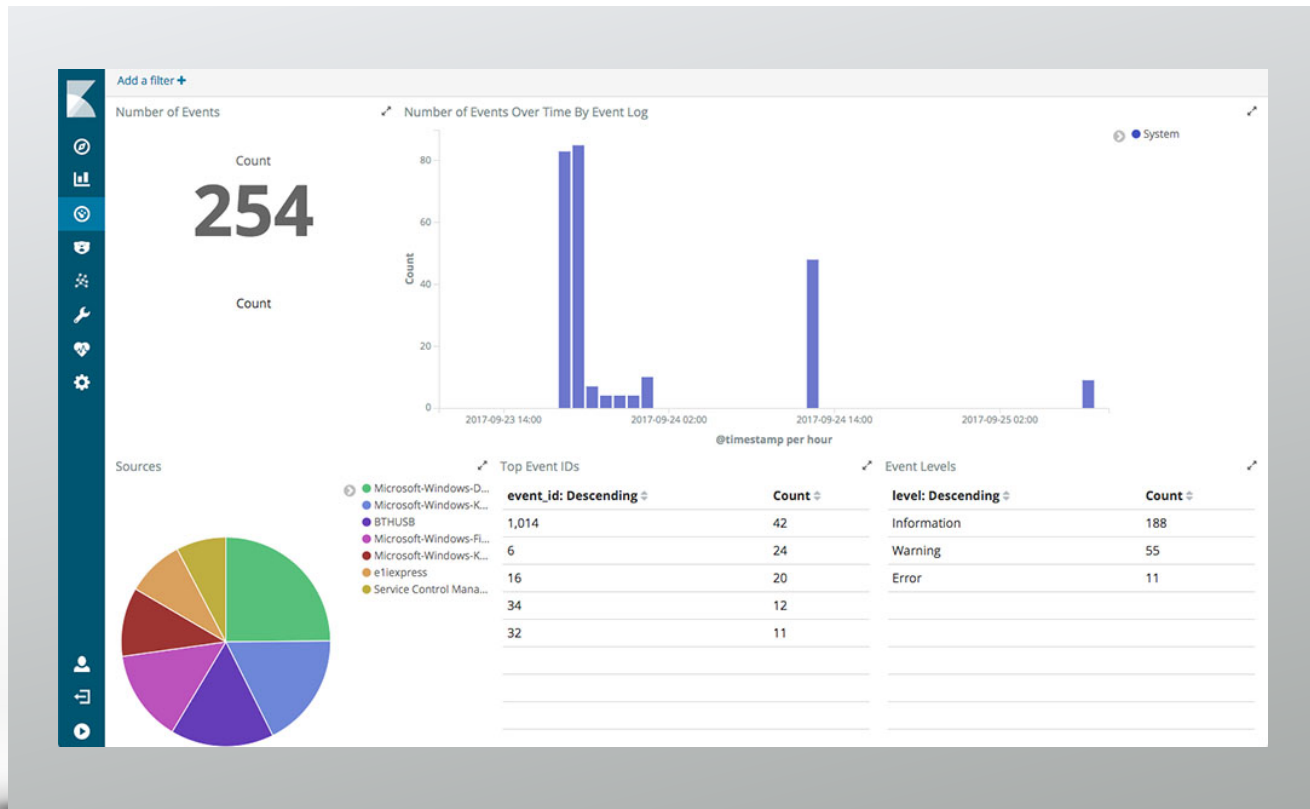 Add a filter +
Number of Events
Count
254
Count
Number of Events Over Time By Event Log
System
80
60
40
20
0
Count
2017-09-23 14:00 2017-09-24 02:00 2017-09-24 14:00 2017-09-25 02:00
@timestamp per hour
Sources
Microsoft-Windows-D...
Microsoft-Windows-K...
BTHUSB
Microsoft-Windows-Fi...
Microsoft-Windows-K...
e1iexpress
Service Control Mana...
Top Event IDs
event_id: Descending Count
1,014 42
6 24
16 20
34 12
32 11
Event Levels
level: Descending Count
Information 188
Warning 55
Error 11